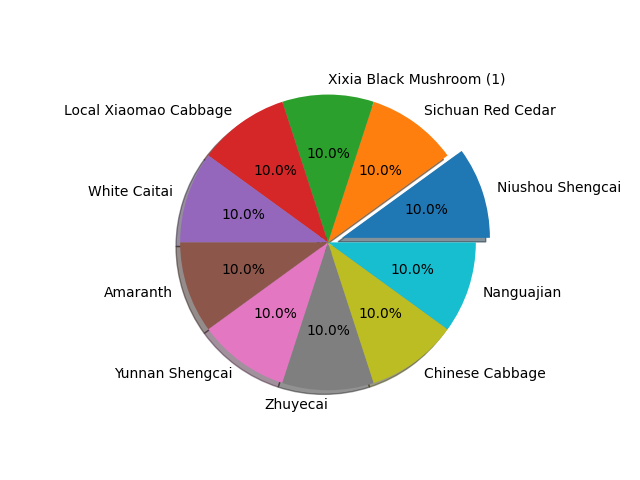 Xixia Black Mushroom (1)
Local Xiaomao Cabbage
Sichuan Red Cedar
10.0%
10.0%
10.0%
White Caitai
Niushou Shengcai
10.0%
10.0%
10.0%
10.0%
Amaranth
Nanguajian
10.0%
10.0%
10.0%
Yunnan Shengcai
Chinese Cabbage
Zhuyecai